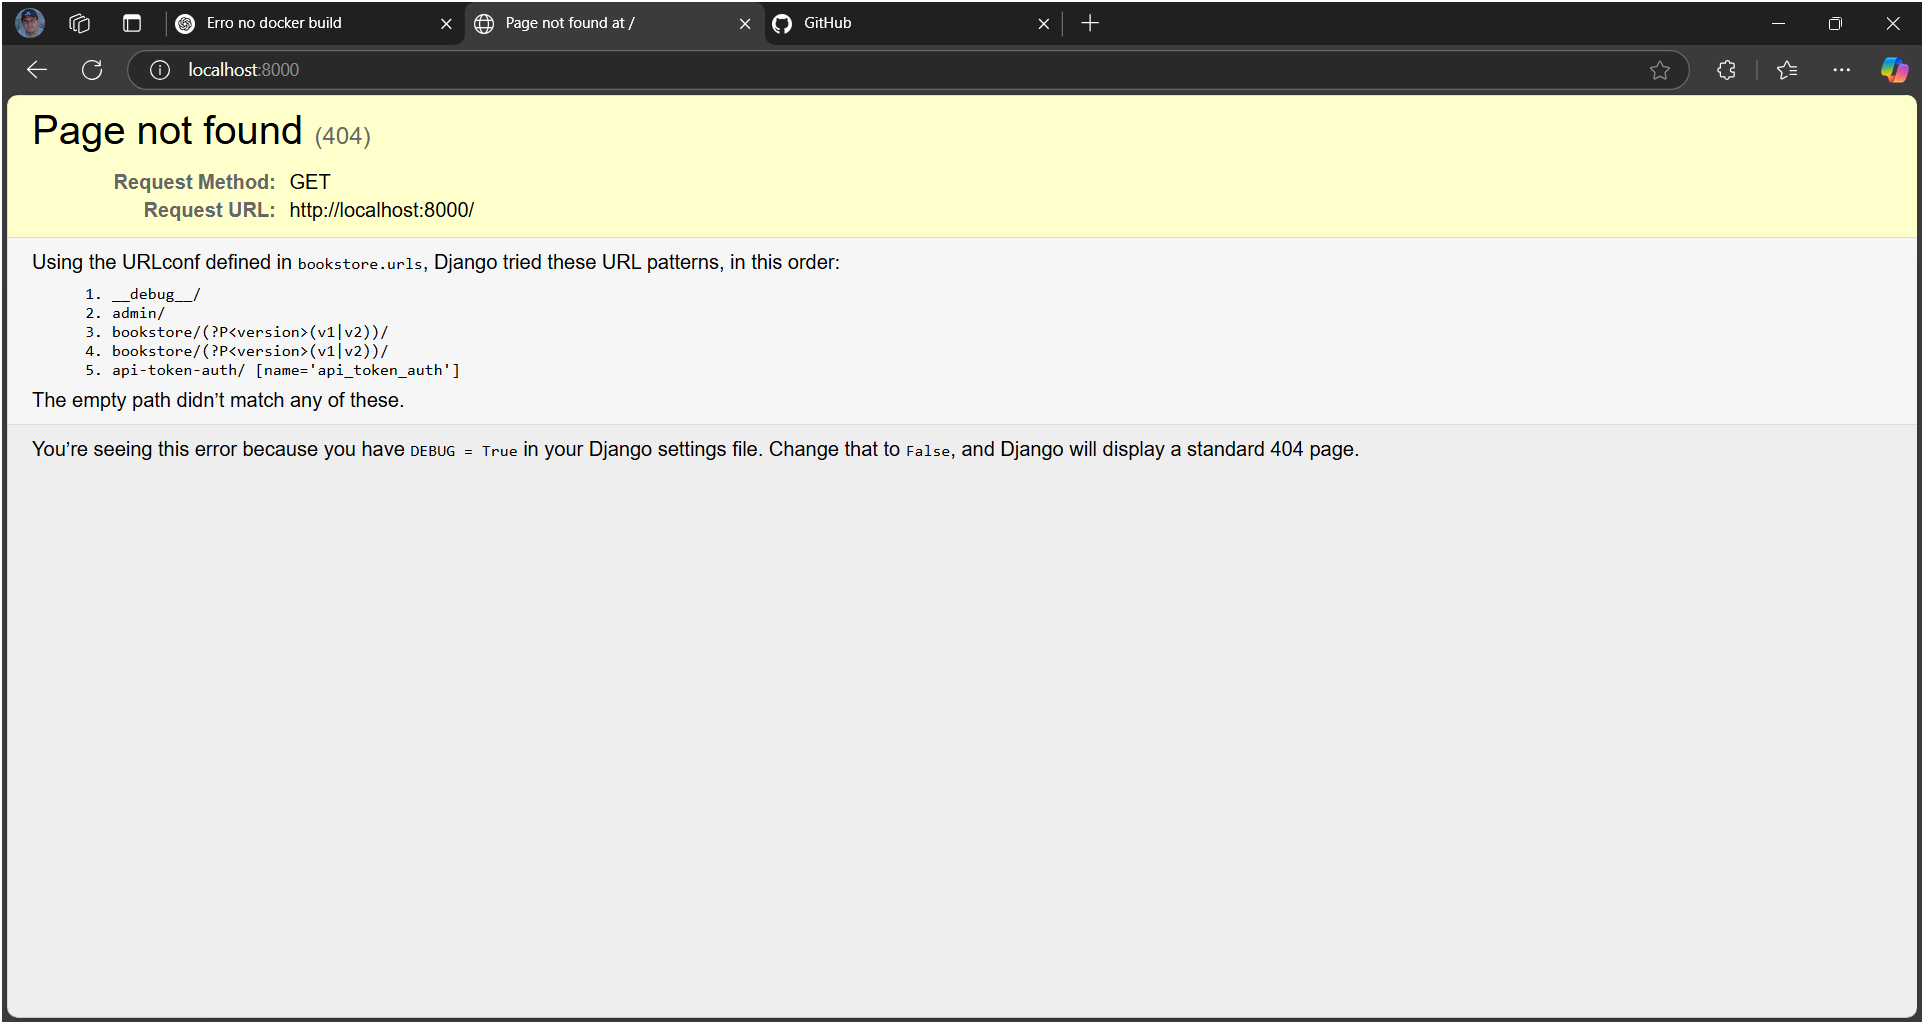 Erro no docker build
Page not found at /
GitHub
localhost:8000
Page not found (404)
Request Method: GET
Request URL: http://localhost:8000/
Using the URLconf defined in bookstore.urls, Django tried these URL patterns, in this order:
1. __debug__/
2. admin/
3. bookstore/(?P<version>(v1|v2))/
4. bookstore/(?P<version>(v1|v2))/
5. api-token-auth/ [name='api_token_auth']
The empty path didn’t match any of these.
You’re seeing this error because you have DEBUG = True in your Django settings file. Change that to False, and Django will display a standard 404 page.